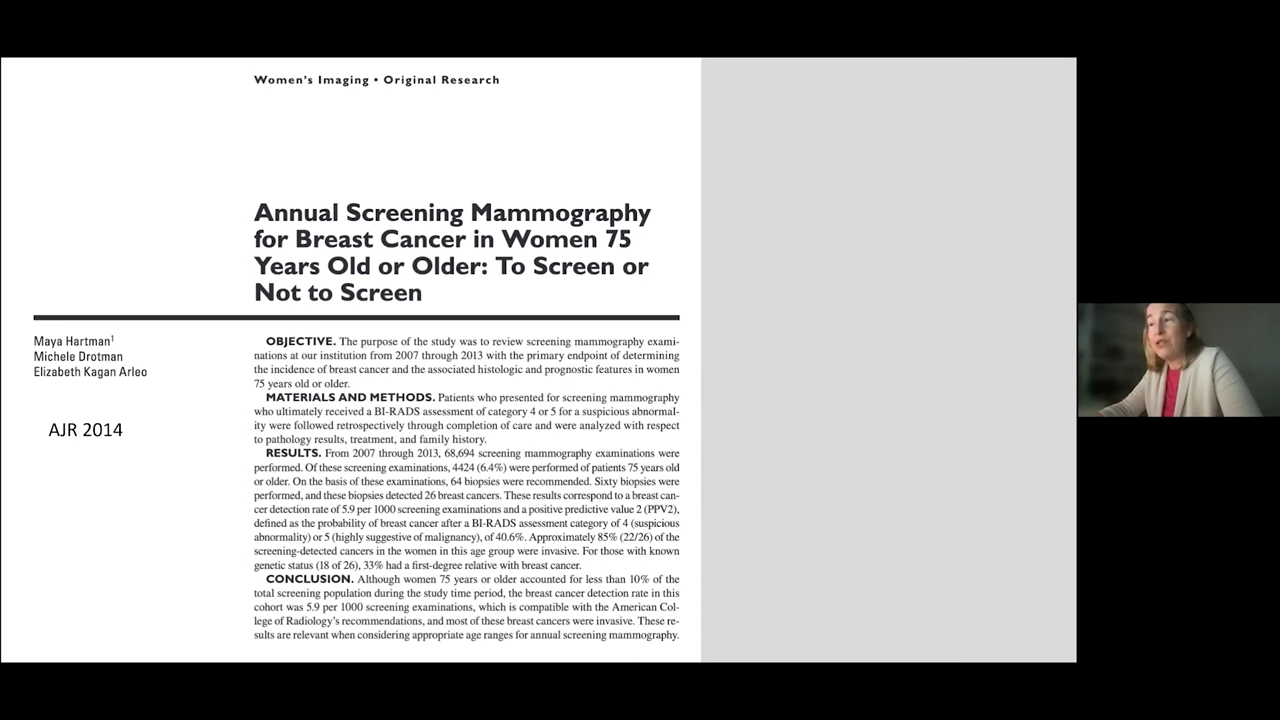 Women's Imaging • Original Research
Annual Screening Mammography
for Breast Cancer in Women 75
Years Old or Older: To Screen or
Not to Screen
Maya Hartman1
Michele Drotman
Elizabeth Kagan Arleo
AJR 2014
OBJECTIVE. The purpose of the study was to review screening mammography exami-
nations at our institution from 2007 through 2013 with the primary endpoint of determining
the incidence of breast cancer and the associated histologic and prognostic features in women
75 years old or older.
MATERIALS AND METHODS. Patients who presented for screening mammography
who ultimately received a BI-RADS assessment of category 4 or 5 for a suspicious abnormal-
ity were followed retrospectively through completion of care and were analyzed with respect
to pathology results, treatment, and family history.
RESULTS. From 2007 through 2013, 68,694 screening mammography examinations were
performed. Of these screening examinations, 4424 (6.4%) were performed of patients 75 years old
or older. On the basis of these examinations, 64 biopsies were recommended. Sixty biopsies were
performed, and these biopsies detected 26 breast cancers. These results correspond to a breast can-
cer detection rate of 5.9 per 1000 screening examinations and a positive predictive value 2 (PPV2),
defined as the probability of breast cancer after a BI-RADS assessment category of 4 (suspicious
abnormality) or 5 (highly suggestive of malignancy), of 40.6%. Approximately 85% (22/26) of the
screening-detected cancers in the women in this age group were invasive. For those with known
genetic status (18 of 26), 33% had a first-degree relative with breast cancer.
CONCLUSION. Although women 75 years or older accounted for less than 10% of the
total screening population during the study time period, the breast cancer detection rate in this
cohort was 5.9 per 1000 screening examinations, which is compatible with the American Col-
lege of Radiology's recommendations, and most of these breast cancers were invasive. These re-
sults are relevant when considering appropriate age ranges for annual screening mammography.